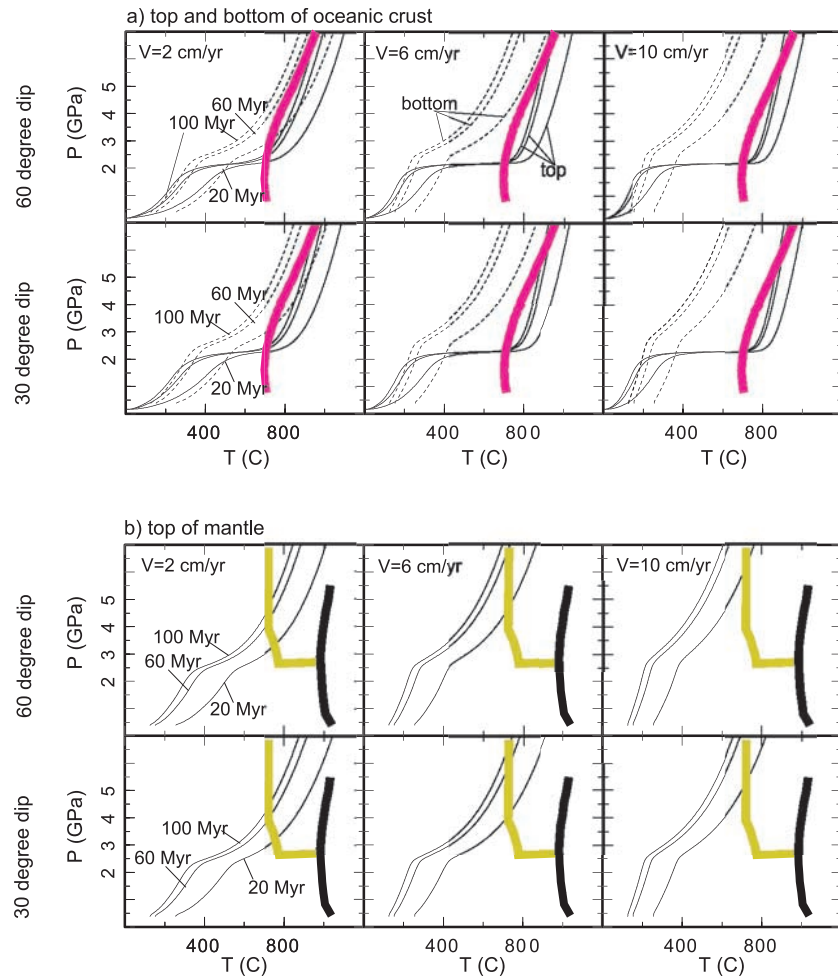 a) top and bottom of oceanic crust
V=2 cm/yr
V=6 cm/yr
V=10 cm/yr
60 degree dip
P (GPa)
5
4
3
2
60 Myr
100 Myr
20 Myr
bottom
top
30 degree dip
P (GPa)
5
4
3
2
60 Myr
100 Myr
20 Myr
400 800 400 800 400 800
T (C) T (C) T (C)
b) top of mantle
V=2 cm/yr
V=6 cm/yr
V=10 cm/yr
60 degree dip
P (GPa)
5
4
3
2
100 Myr
60 Myr
20 Myr
30 degree dip
P (GPa)
5
4
3
2
100 Myr
60 Myr
20 Myr
400 800 400 800 400 800
T (C) T (C) T (C)